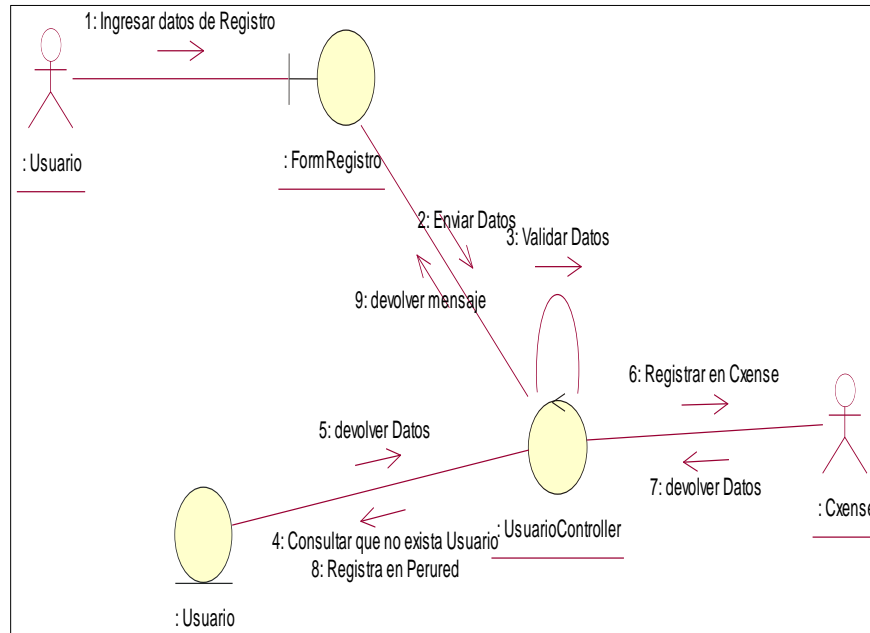 1: Ingresar datos de Registro
: Usuario
: FormRegistro
2: Enviar Datos
3: Validar Datos
9: devolver mensaje
6: Registrar en Cxense
5: devolver Datos
7: devolver Datos
: Cxense
4: Consultar que no exista Usuario
: UsuarioController
8: Registra en Perured
: Usuario